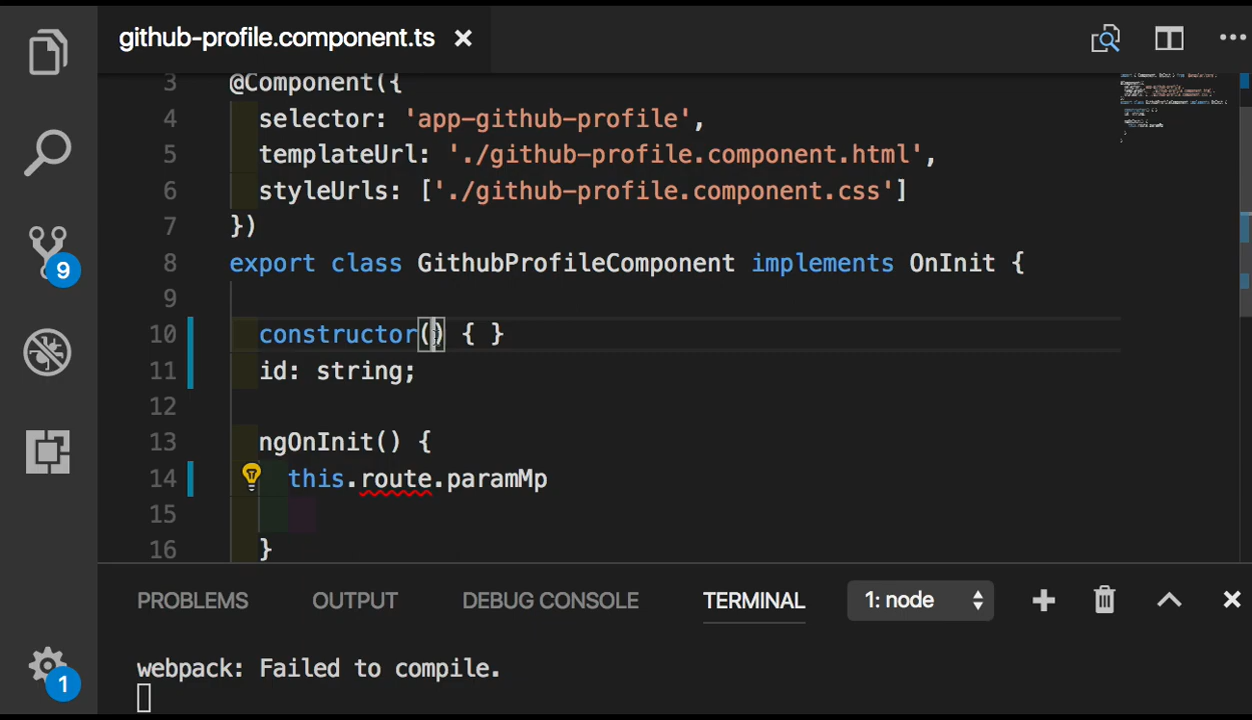 github-profile.component.ts
3 @Component({
4 selector: 'app-github-profile',
5 templateUrl: './github-profile.component.html',
6 styleUrls: ['./github-profile.component.css']
7 })
8 export class GithubProfileComponent implements OnInit {
9
10 constructor() { }
11 id: string;
12
13 ngOnInit() {
14 this.route.paramMp
15
16 }
9
1
PROBLEMS OUTPUT DEBUG CONSOLE TERMINAL 1: node
webpack: Failed to compile.